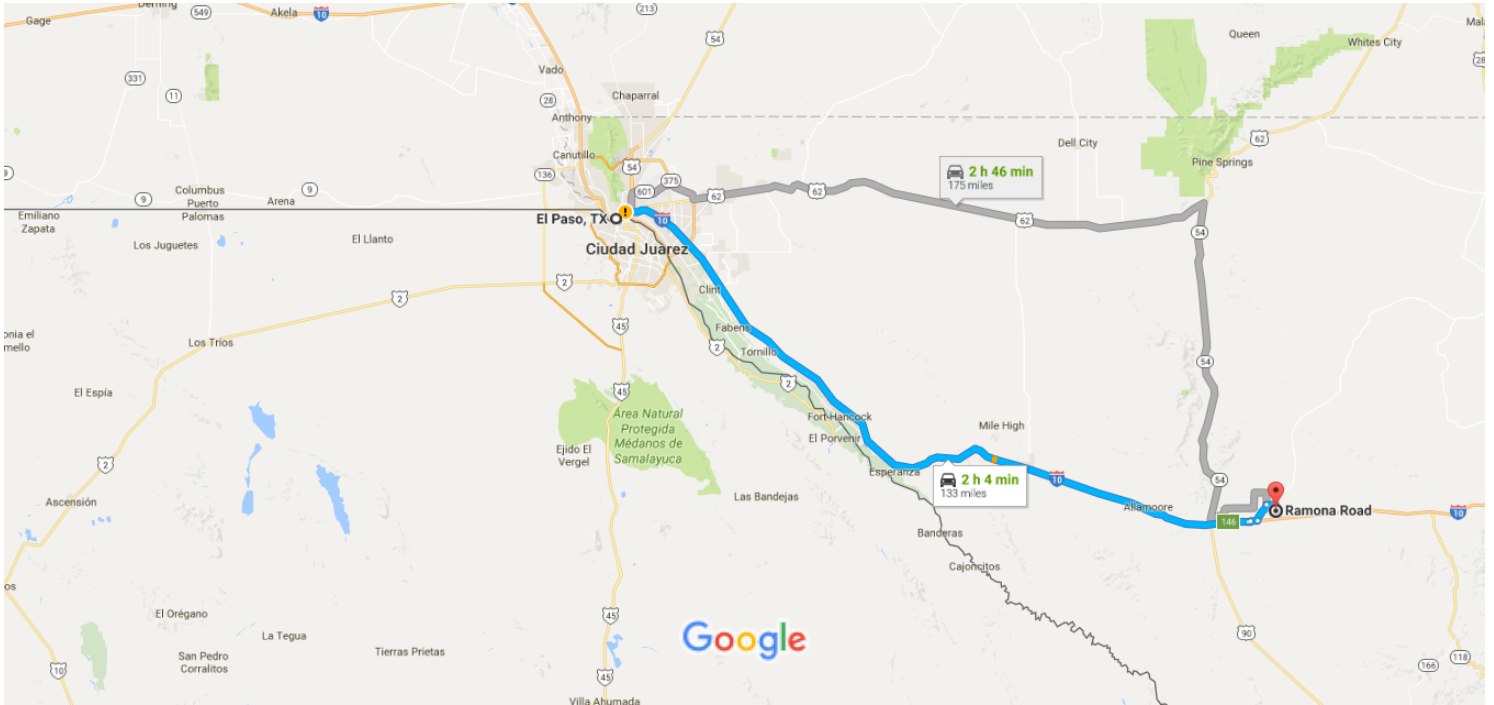 Gage
Deming
Akela
549
10
213
54
Queen
Whites City
Mal
Vado
331
11
28
Chaparral
Anthony
62
Dell City
Canutillo
54
Pine Springs
62
136
375
601
62
62
2 h 46 min
175 miles
9
Columbus
Puerto
Palomas
9
Arena
9
Emiliano
Zapata
El Paso, TX
10
62
54
Los Juguetes
El Llanto
Ciudad Juarez
2
2
Clint
45
Fabens
Los Trios
2
Tornillo
54
2
El Espía
45
Área Natural
Protegida
Médanos de
Samalayuca
Fort Hancock
El Porvenir
Mile High
Ejido El
Vergel
2
Esperanza
2 h 4 min
133 miles
10
54
Ascensión
Las Bandejas
Allamoore
146
Ramona Road
10
Banderas
Cajoncitos
El Orégano
45
La Tegua
Google
90
San Pedro
Corralitos
Tierras Prietas
10
45
166
118
Villa Ahumada